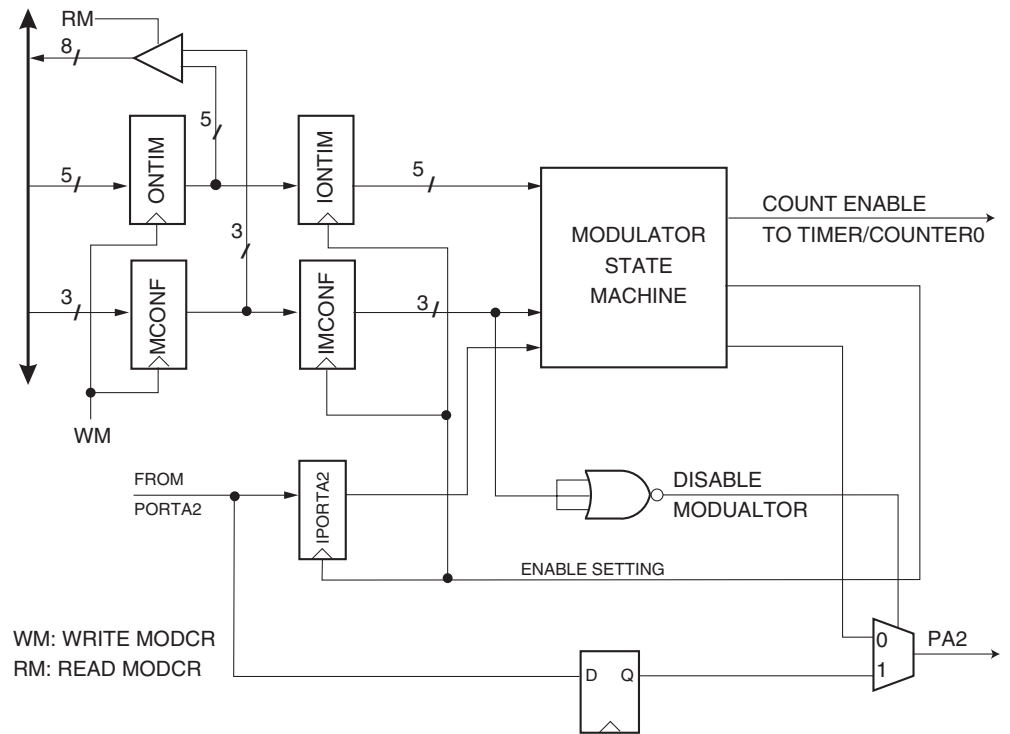 RM
8
5
ONTIM
IONTIM
5
5
3
MCONF
IMCONF
3
3
WM
MODULATOR
STATE
MACHINE
COUNT ENABLE
TO TIMER/COUNTER0
FROM
PORTA2
IPORTA2
DISABLE
MODUALTOR
ENABLE SETTING
WM: WRITE MODCR
RM: READ MODCR
D Q
0
1
PA2